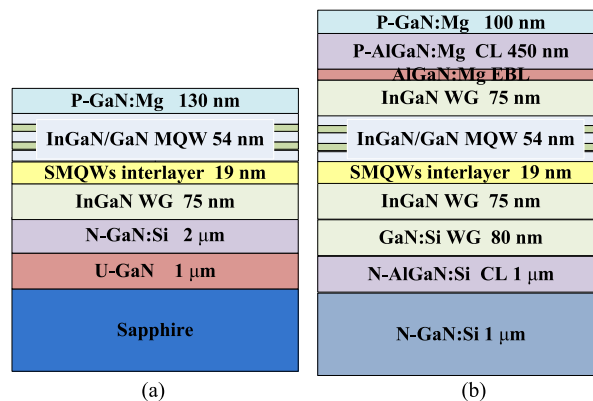 P-GaN:Mg 130 nm
InGaN/GaN MQW 54 nm
SMQWs interlayer 19 nm
InGaN WG 75 nm
N-GaN:Si 2 μm
U-GaN 1 μm
Sapphire
(a)
P-GaN:Mg 100 nm
P-AlGaN:Mg CL 450 nm
AlGaN:Mg EBL
InGaN WG 75 nm
InGaN/GaN MQW 54 nm
SMQWs interlayer 19 nm
InGaN WG 75 nm
GaN:Si WG 80 nm
N-AlGaN:Si CL 1 μm
N-GaN:Si 1 μm
(b)